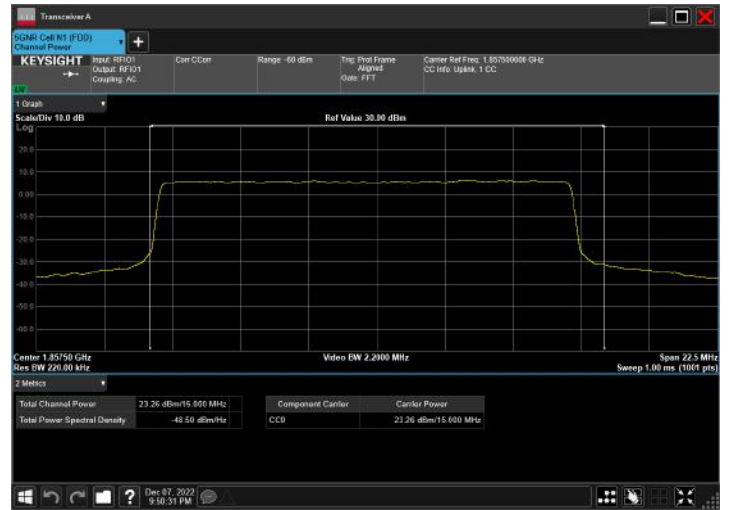 Transceiver A
5GNR Cell N1 (FDD)
Channel Power
KEYSIGHT
Input: RFIO1
Output: RFIO1
Coupling: AC
Corr CCorr
Range: -60 dBm
Trig: Prot Frame
Aligned
Gate: FFT
Carrier Ref Freq: 1.857500000 GHz
CC Info: Uplink, 1 CC
1 Graph
Scale/Div 10.0 dB
Ref Value 30.00 dBm
Log
20.0
10.0
0.00
-10.0
-20.0
-30.0
-40.0
-50.0
-60.0
Center 1.85750 GHz
Video BW 2.2000 MHz
Span 22.5 MHz
Res BW 220.00 kHz
Sweep 1.00 ms (1001 pts)
2 Metrics
Total Channel Power 23.26 dBm/15.000 MHz
Total Power Spectral Density -48.50 dBm/Hz
Component Carrier Carrier Power
CC0 23.26 dBm/15.000 MHz
?
Dec 07, 2022
9:50:31 PM